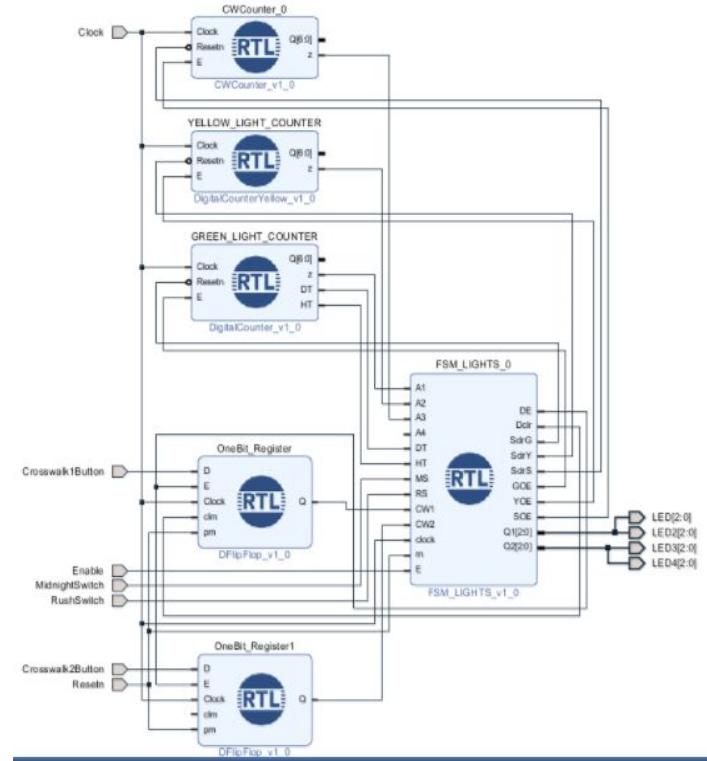 CWCounter_0
Clock
Clock
Resetn
E
RTL
Q[6:0]
z
CWCounter_v1_0
YELLOW_LIGHT_COUNTER
Clock
Resetn
E
RTL
Q[6:0]
z
DigitalCounterYellow_v1_0
GREEN_LIGHT_COUNTER
Clock
Resetn
E
RTL
Q[6:0]
z
DT
HT
DigitalCounter_v1_0
FSM_LIGHTS_0
A1
A2
A3
A4
DT
HT
MS
RS
CW1
CW2
clock
rn
E
RTL
DE
Dclr
SdrG
SdrY
SdrS
GOE
YOE
SOE
Q1[2:0]
Q2[2:0]
FSM_LIGHTS_v1_0
LED[2:0]
LED2[2:0]
LED3[2:0]
LED4[2:0]
OneBit_Register
Crosswalk1Button
D
E
Clock
clrn
prn
RTL
Q
DFlipFlop_v1_0
Enable
MidnightSwitch
RushSwitch
OneBit_Register1
Crosswalk2Button
Resetn
D
E
Clock
clrn
prn
RTL
Q
DFlipFlop_v1_0